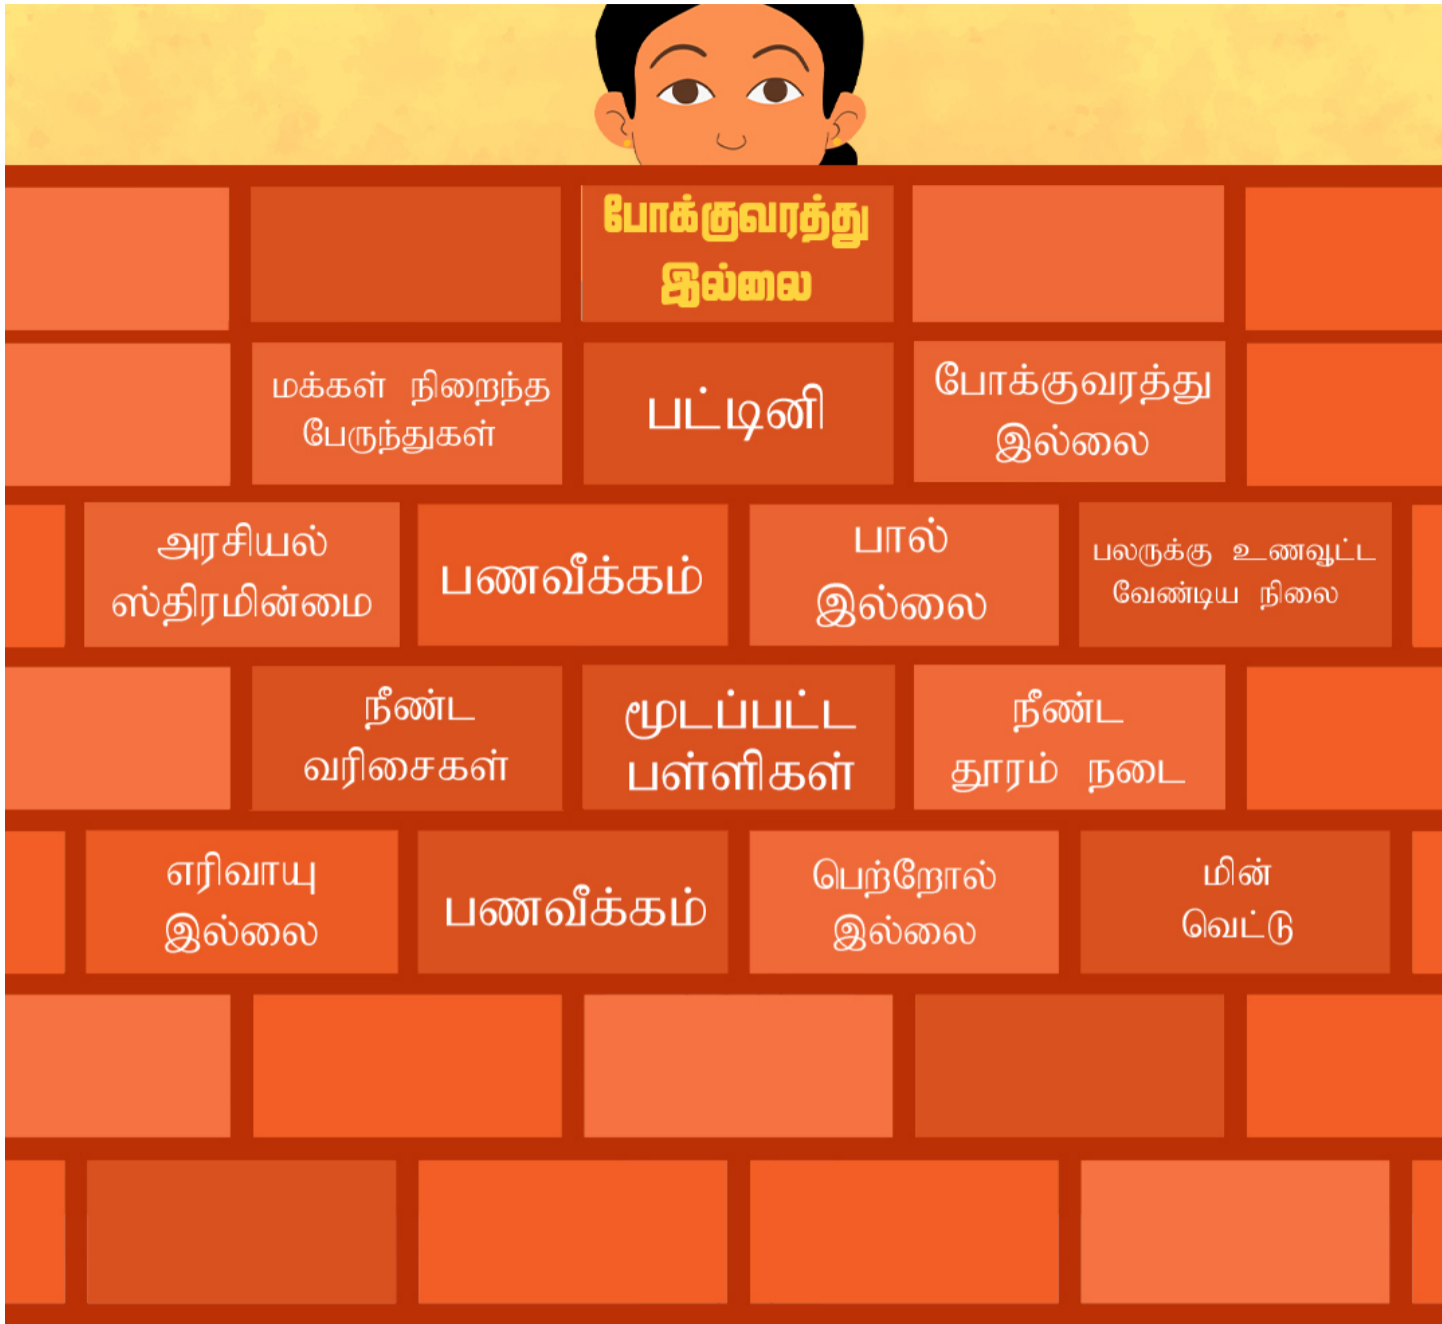 போக்குவரத்து
இல்லை
மக்கள் நிறைந்த
பேருந்துகள்
பட்டினி
போக்குவரத்து
இல்லை
அரசியல்
ஸ்திரமின்மை
பணவீக்கம்
பால்
இல்லை
பலருக்கு உணவூட்ட
வேண்டிய நிலை
நீண்ட
வரிசைகள்
மூடப்பட்ட
பள்ளிகள்
நீண்ட
தூரம் நடை
எரிவாயு
இல்லை
பணவீக்கம்
பெற்றோல்
இல்லை
மின்
வெட்டு